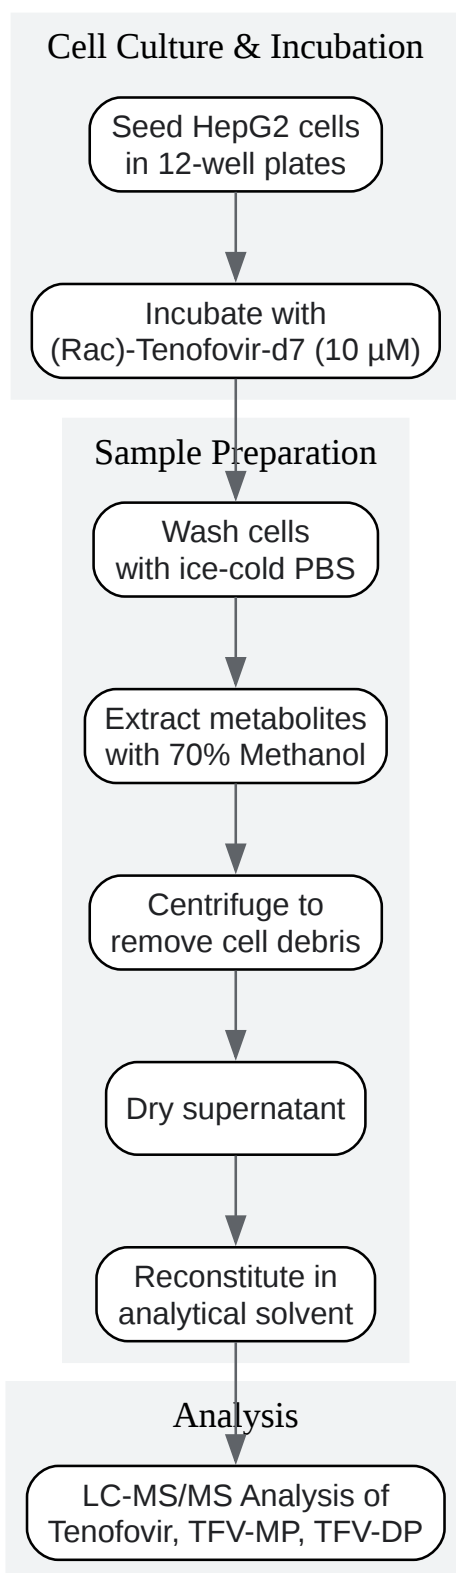 Cell Culture & Incubation
Seed HepG2 cells
in 12-well plates
Incubate with
(Rac)-Tenofovir-d7 (10 µM)
Sample Preparation
Wash cells
with ice-cold PBS
Extract metabolites
with 70% Methanol
Centrifuge to
remove cell debris
Dry supernatant
Reconstitute in
analytical solvent
Analysis
LC-MS/MS Analysis of
Tenofovir, TFV-MP, TFV-DP